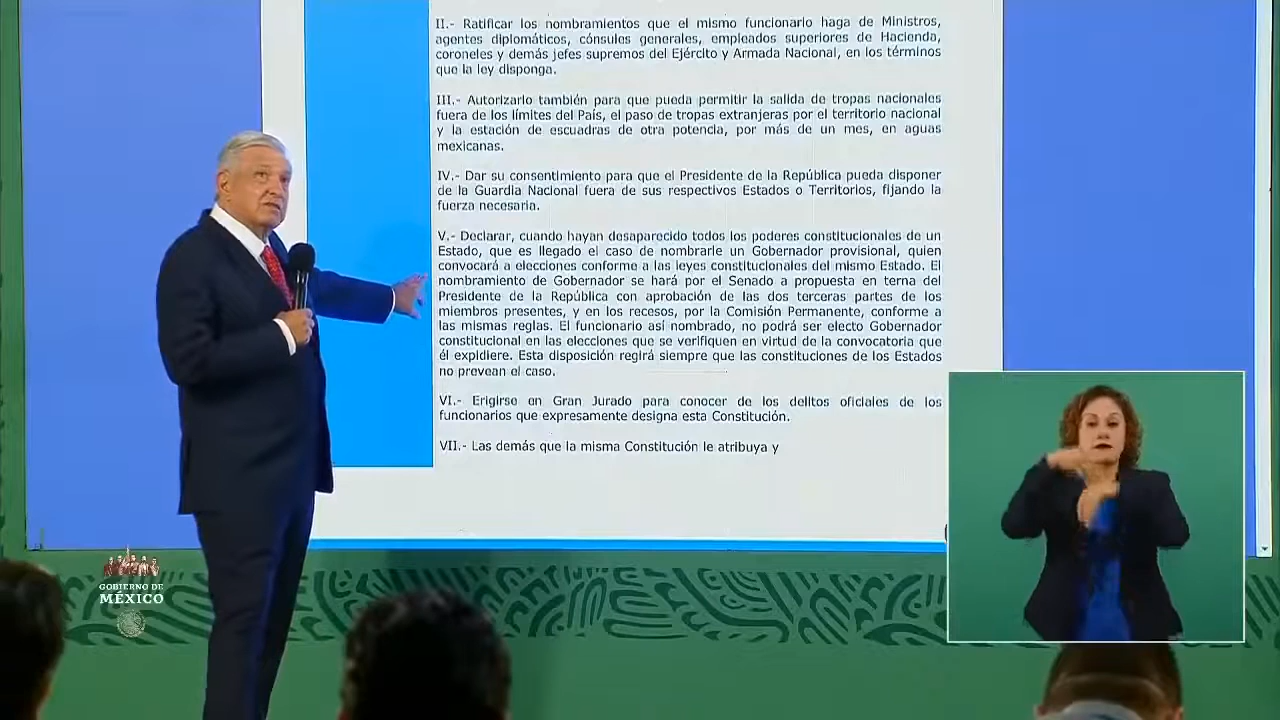 II.- Ratificar los nombramientos que el mismo funcionario haga de Ministros,
agentes diplomáticos, cónsules generales, empleados superiores de Hacienda,
coroneles y demás jefes supremos del Ejército y Armada Nacional, en los términos
que la ley disponga.
III.- Autorizarlo también para que pueda permitir la salida de tropas nacionales
fuera de los límites del País, el paso de tropas extranjeras por el territorio nacional
y la estación de escuadras de otra potencia, por más de un mes, en aguas
mexicanas.
IV.- Dar su consentimiento para que el Presidente de la República pueda disponer
de la Guardia Nacional fuera de sus respectivos Estados o Territorios, fijando la
fuerza necesaria.
V.- Declarar, cuando hayan desaparecido todos los poderes constitucionales de un
Estado, que es llegado el caso de nombrarle un Gobernador provisional, quien
convocará a elecciones conforme a las leyes constitucionales del mismo Estado. El
nombramiento de Gobernador se hará por el Senado a propuesta en terna del
Presidente de la República con aprobación de las dos terceras partes de los
miembros presentes, y en los recesos, por la Comisión Permanente, conforme a
las mismas reglas. El funcionario así nombrado, no podrá ser electo Gobernador
constitucional en las elecciones que se verifiquen en virtud de la convocatoria que
él expidiere. Esta disposición regirá siempre que las constituciones de los Estados
no prevean el caso.
VI.- Erigirse en Gran Jurado para conocer de los delitos oficiales de los
funcionarios que expresamente designa esta Constitución.
VII.- Las demás que la misma Constitución le atribuya y
GOBIERNO DE
MÉXICO